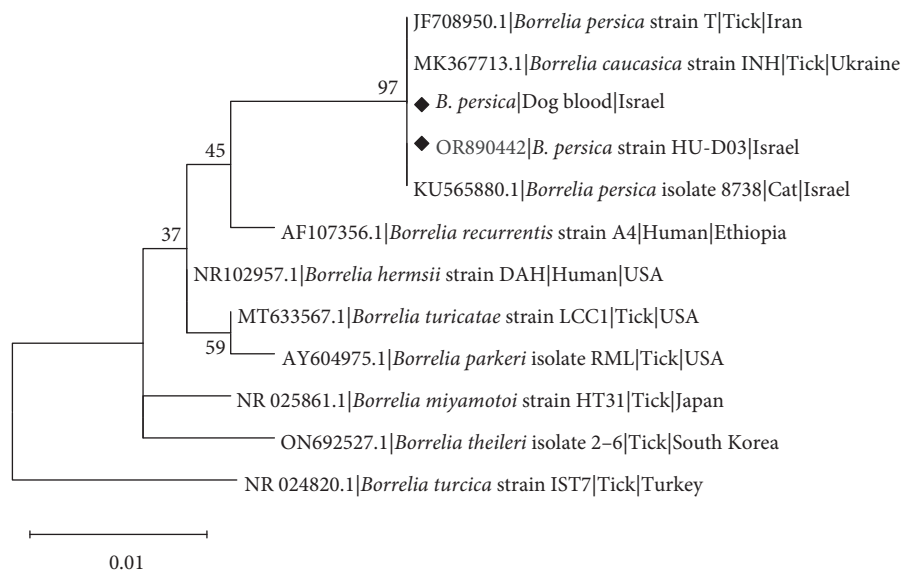 JF708950.1|Borrelia persica strain T|Tick|Iran
MK367713.1|Borrelia caucasica strain INH|Tick|Ukraine
97
B. persica|Dog blood|Israel
OR890442|B. persica strain HU-D03|Israel
45
KU565880.1|Borrelia persica isolate 8738|Cat|Israel
AF107356.1|Borrelia recurrentis strain A4|Human|Ethiopia
37
NR102957.1|Borrelia hermsii strain DAH|Human|USA
MT633567.1|Borrelia turicatae strain LCC1|Tick|USA
59
AY604975.1|Borrelia parkeri isolate RML|Tick|USA
NR 025861.1|Borrelia miyamotoi strain HT31|Tick|Japan
ON692527.1|Borrelia theileri isolate 2–6|Tick|South Korea
NR 024820.1|Borrelia turcica strain IST7|Tick|Turkey
0.01